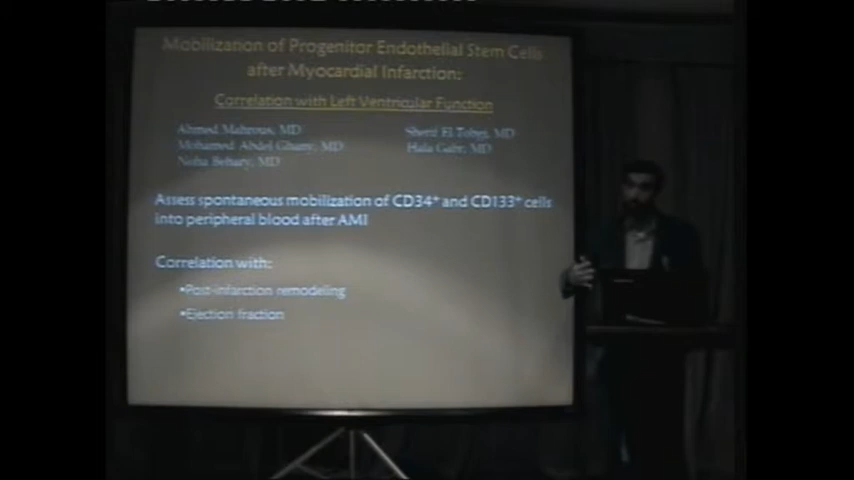 Mobilization of Progenitor Endothelial Stem Cells
after Myocardial Infarction:
Correlation with Left Ventricular Function
Ahmed Mahrous, MD
Sherif El Tobgi, MD
Mohamed Abdel Ghany, MD
Hala Gabr, MD
Noha Behary, MD
Assess spontaneous mobilization of CD34+ and CD133+ cells
into peripheral blood after AMI
Correlation with:
•Post-infarction remodeling
•Ejection fraction